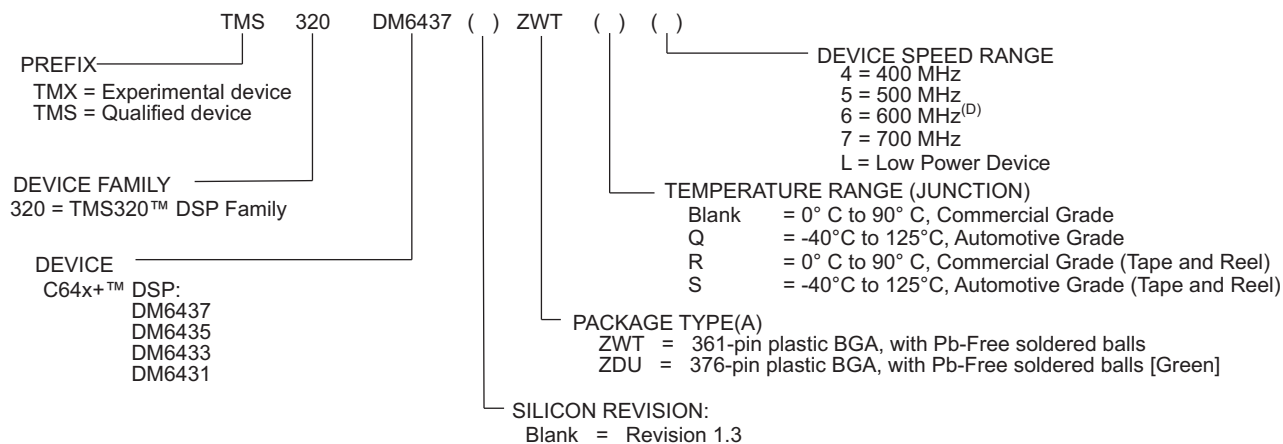 TMS 320 DM6437 ( ) ZWT ( ) ( )
PREFIX
TMX = Experimental device
TMS = Qualified device
DEVICE SPEED RANGE
4 = 400 MHz
5 = 500 MHz
6 = 600 MHz(D)
7 = 700 MHz
L = Low Power Device
DEVICE FAMILY
320 = TMS320™ DSP Family
TEMPERATURE RANGE (JUNCTION)
Blank = 0° C to 90° C, Commercial Grade
Q = -40°C to 125°C, Automotive Grade
R = 0° C to 90° C, Commercial Grade (Tape and Reel)
S = -40°C to 125°C, Automotive Grade (Tape and Reel)
DEVICE
C64x+™ DSP:
DM6437
DM6435
DM6433
DM6431
PACKAGE TYPE(A)
ZWT = 361-pin plastic BGA, with Pb-Free soldered balls
ZDU = 376-pin plastic BGA, with Pb-Free soldered balls [Green]
SILICON REVISION:
Blank = Revision 1.3